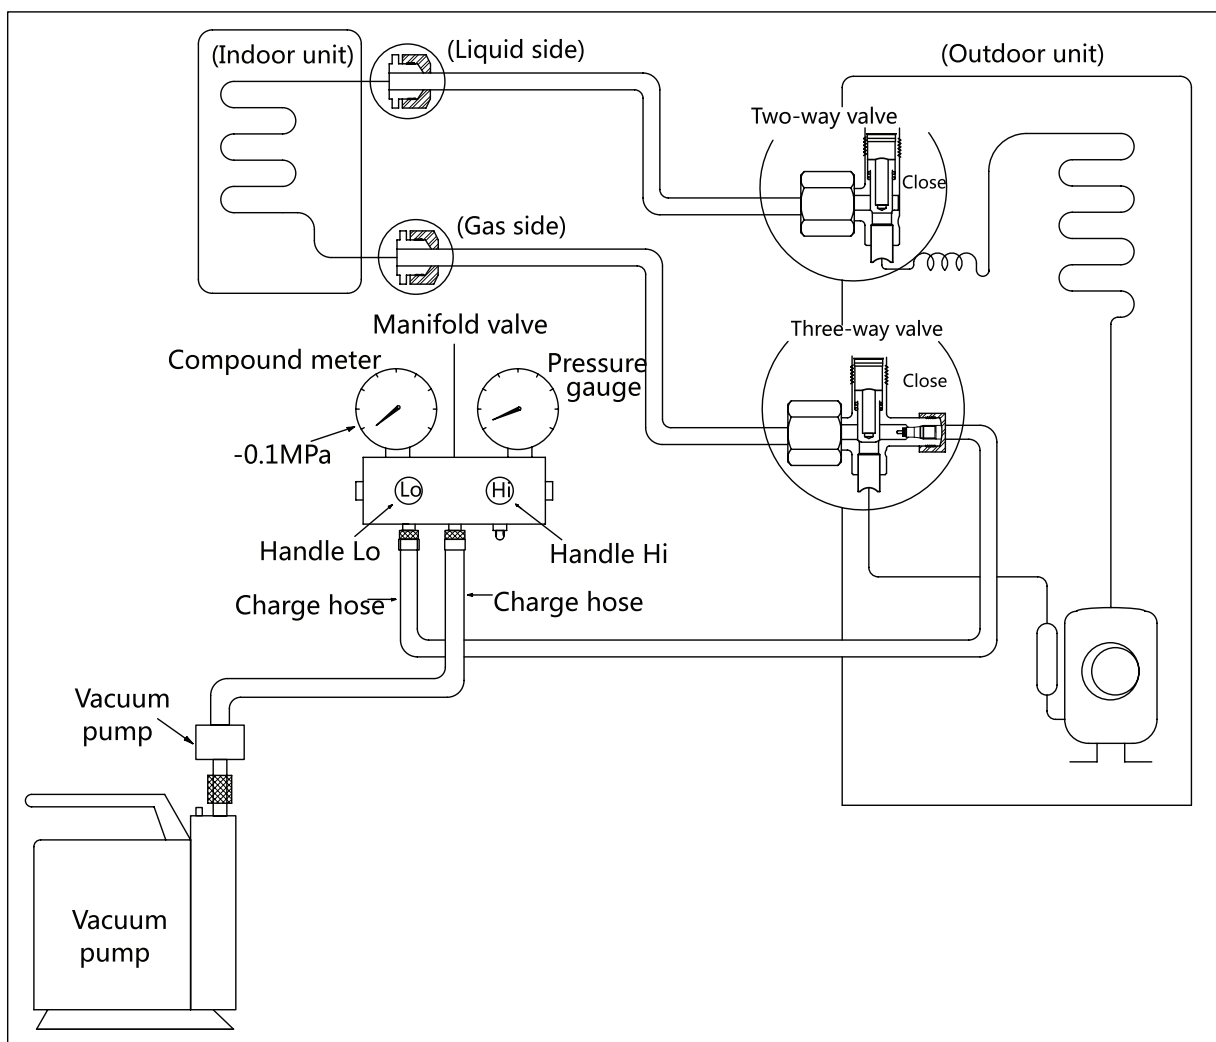 (Indoor unit)
(Liquid side)
(Outdoor unit)
Two-way valve
Close
(Gas side)
Manifold valve
Three-way valve
Compound meter
Pressure
gauge
Close
-0.1MPa
Lo
Hi
Handle Lo
Handle Hi
Charge hose
Charge hose
Vacuum
pump
Vacuum
pump